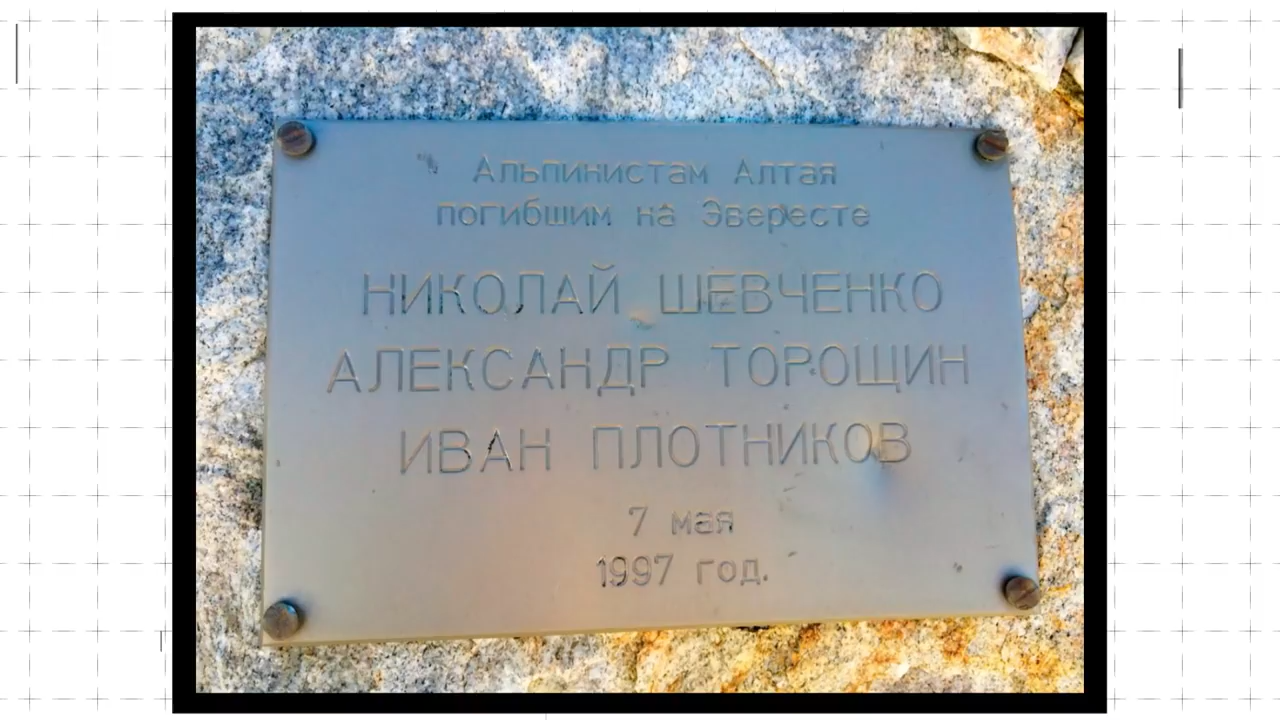 Альпинистам Алтая
погибшим на Эвересте
НИКОЛАЙ ШЕВЧЕНКО
АЛЕКСАНДР ТОРОЩИН
ИВАН ПЛОТНИКОВ
7 мая
1997 год.